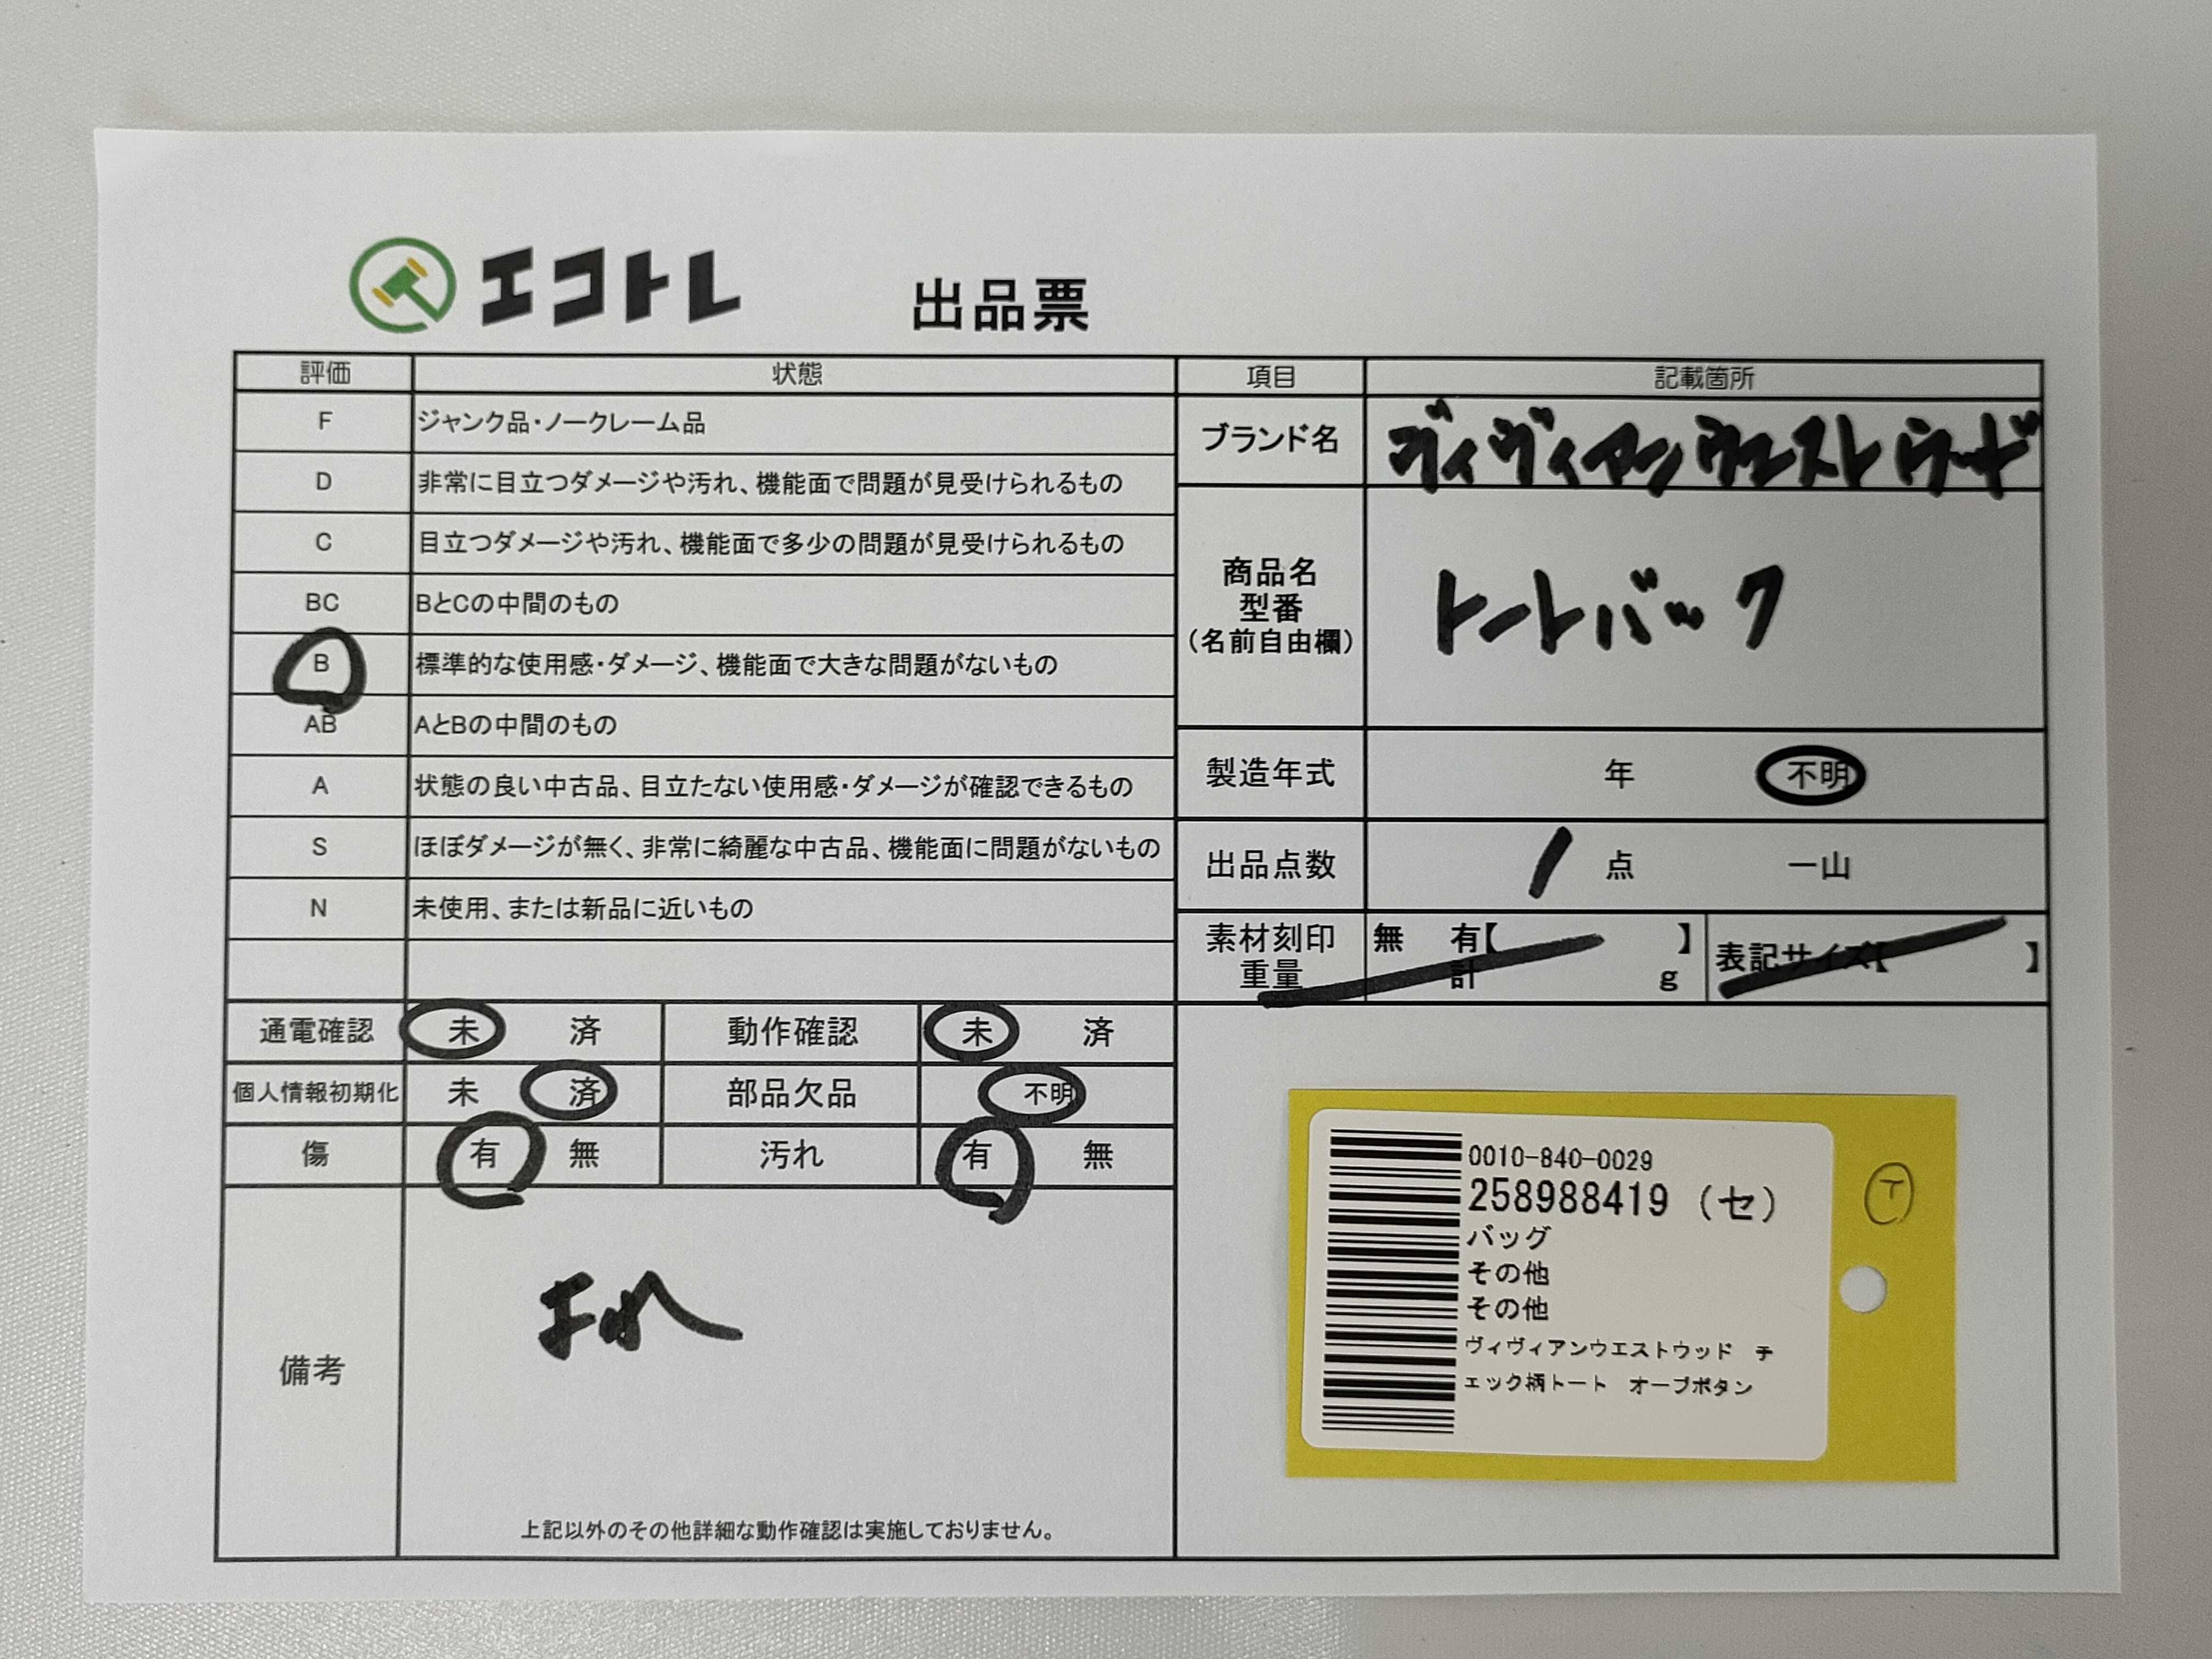 エコトレ
出品票
評価 状態
F ジャンク品・ノークレーム品
D 非常に目立つダメージや汚れ、機能面で問題が見受けられるもの
C 目立つダメージや汚れ、機能面で多少の問題が見受けられるもの
BC BとCの中間のもの
B 標準的な使用感・ダメージ、機能面で大きな問題がないもの
AB AとBの中間のもの
A 状態の良い中古品、目立たない使用感・ダメージが確認できるもの
S ほぼダメージが無く、非常に綺麗な中古品、機能面に問題がないもの
N 未使用、または新品に近いもの
通電確認 未 済 動作確認 未 済
個人情報初期化 未 済 部品欠品 不明
傷 有 無 汚れ 有 無
備考
上記以外のその他詳細な動作確認は実施しておりません。
項目 記載箇所
ブランド名 ヴィヴィアンウエストウッド
商品名
型番
(名前自由欄)
トートバック
製造年式 年 不明
出品点数 1 点 一山
素材刻印 無 有【 】
重量 計 g
表記サイズ【 】
0010-840-0029
258988419 (セ)
バッグ
その他
その他
ヴィヴィアンウエストウッド チ
ェック柄トート オーブボタン
T